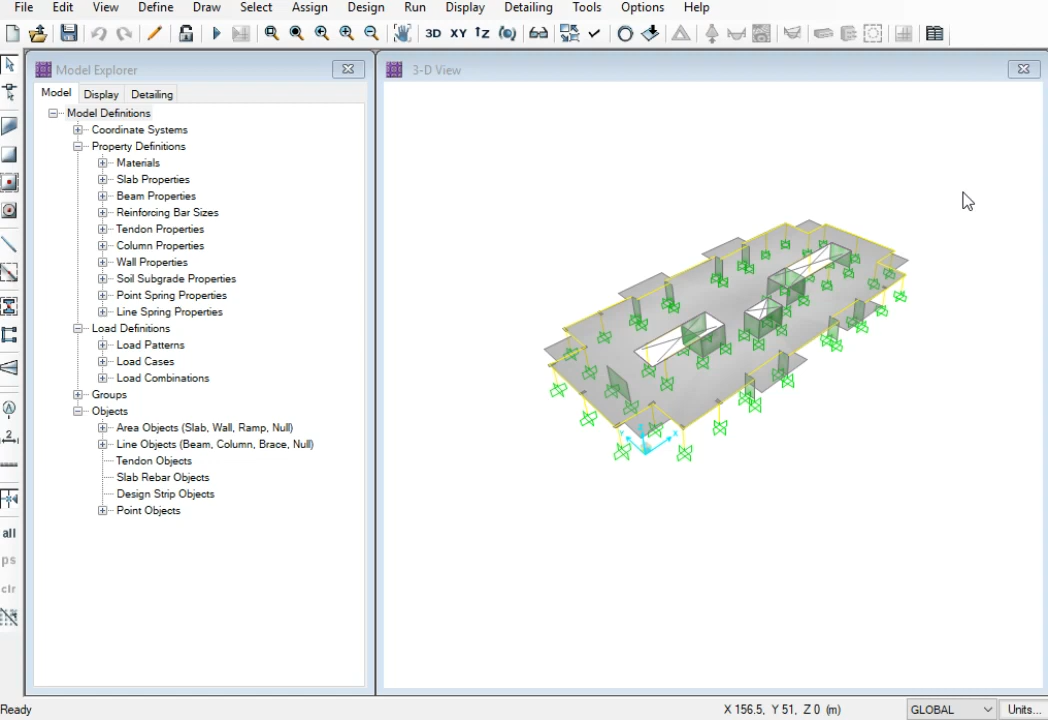 File Edit View Define Draw Select Assign Design Run Display Detailing Tools Options Help
3D XY
Model Explorer
3-D View
Model Display Detailing
Model Definitions
Coordinate Systems
Property Definitions
Materials
Slab Properties
Beam Properties
Reinforcing Bar Sizes
Tendon Properties
Column Properties
Wall Properties
Soil Subgrade Properties
Point Spring Properties
Line Spring Properties
Load Definitions
Load Patterns
Load Cases
Load Combinations
Groups
Objects
Area Objects (Slab, Wall, Ramp, Null)
Line Objects (Beam, Column, Brace, Null)
Tendon Objects
Slab Rebar Objects
Design Strip Objects
Point Objects
all
ps
clr
Ready
X 156.5, Y 51, Z 0 (m)
GLOBAL
Units...